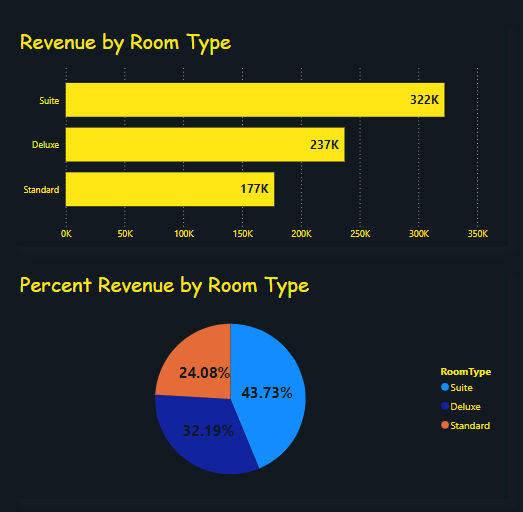 Revenue by Room Type
Suite 322K
Deluxe 237K
Standard 177K
0K 50K 100K 150K 200K 250K 300K 350K
Percent Revenue by Room Type
24.08% 43.73%
32.19%
RoomType
Suite
Deluxe
Standard